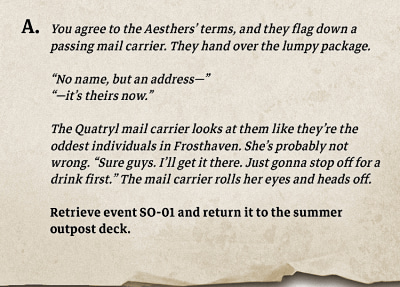 A. You agree to the Aesthers’ terms, and they flag down a
passing mail carrier. They hand over the lumpy package.
“No name, but an address—”
“—it’s theirs now.”
The Quatryl mail carrier looks at them like they’re the
oddest individuals in Frosthaven. She’s probably not
wrong. “Sure guys. I’ll get it there. Just gonna stop off for a
drink first.” The mail carrier rolls her eyes and heads off.
Retrieve event SO-01 and return it to the summer
outpost deck.